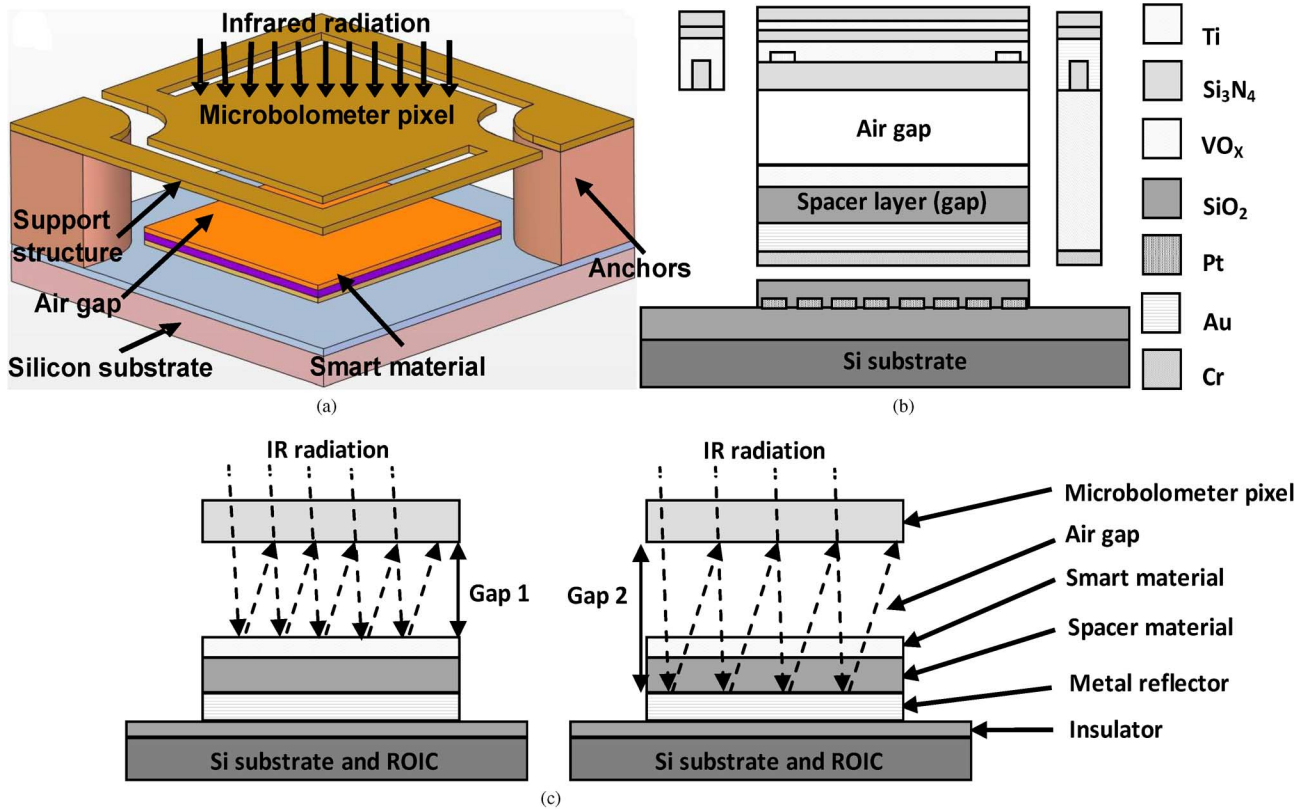 Infrared radiation
Microbolometer pixel
Support
structure
Air gap
Silicon substrate
Smart material
Anchors
(a)
Air gap
Spacer layer (gap)
Si substrate
Ti
Si₃N₄
VOₓ
SiO₂
Pt
Au
Cr
(b)
IR radiation
Gap 1
Si substrate and ROIC
IR radiation
Gap 2
Si substrate and ROIC
Microbolometer pixel
Air gap
Smart material
Spacer material
Metal reflector
Insulator
(c)